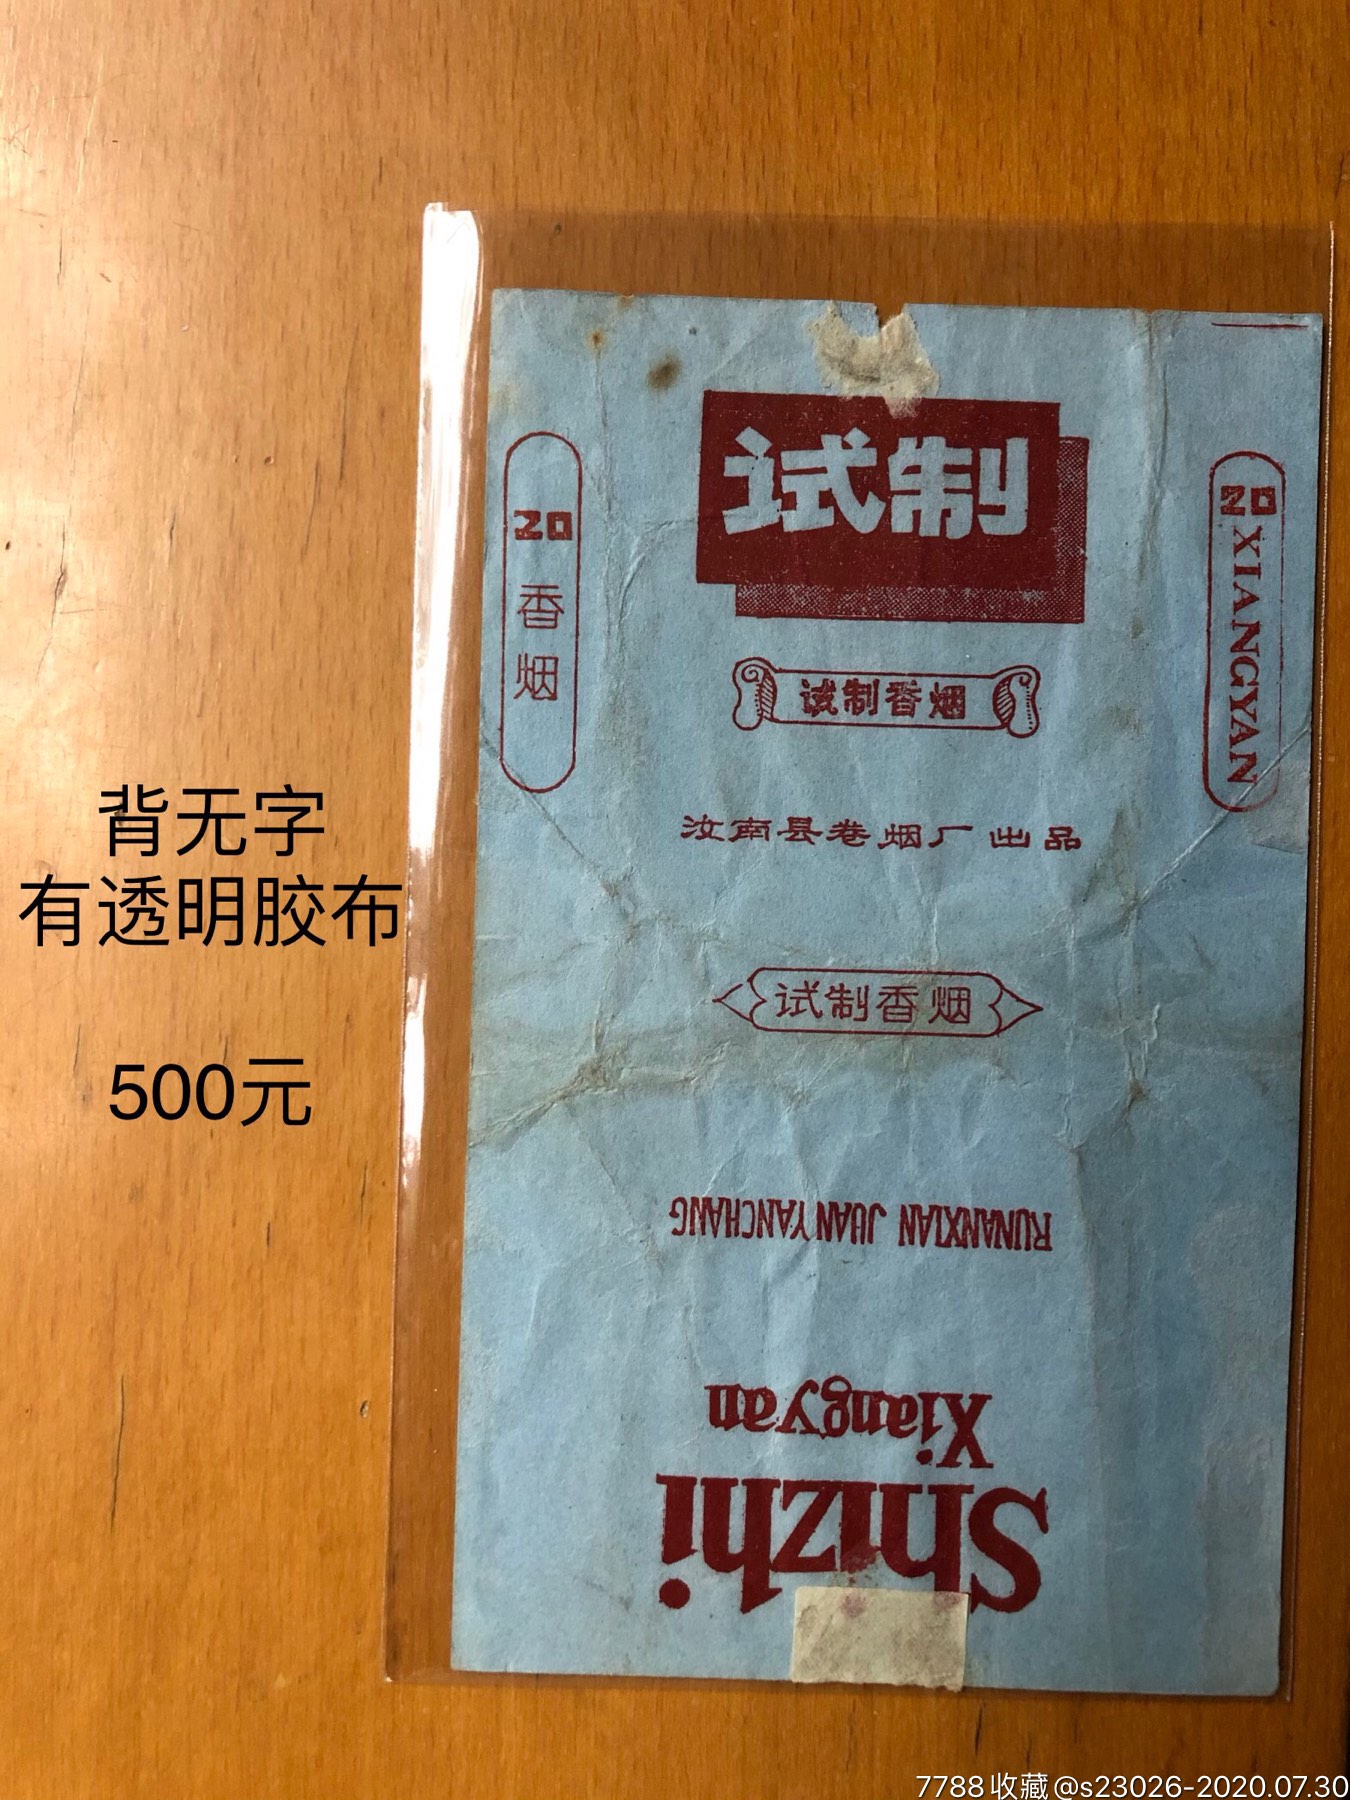 试制
20
香
烟
20 XIANGYAN
试制香烟
汝南县卷烟厂出品
试制香烟
RUNANXIAN JUANYANCHANG
Xiangyan
Shizhi
背无字
有透明胶布
500元
7788收藏@s23026-2020.07.30